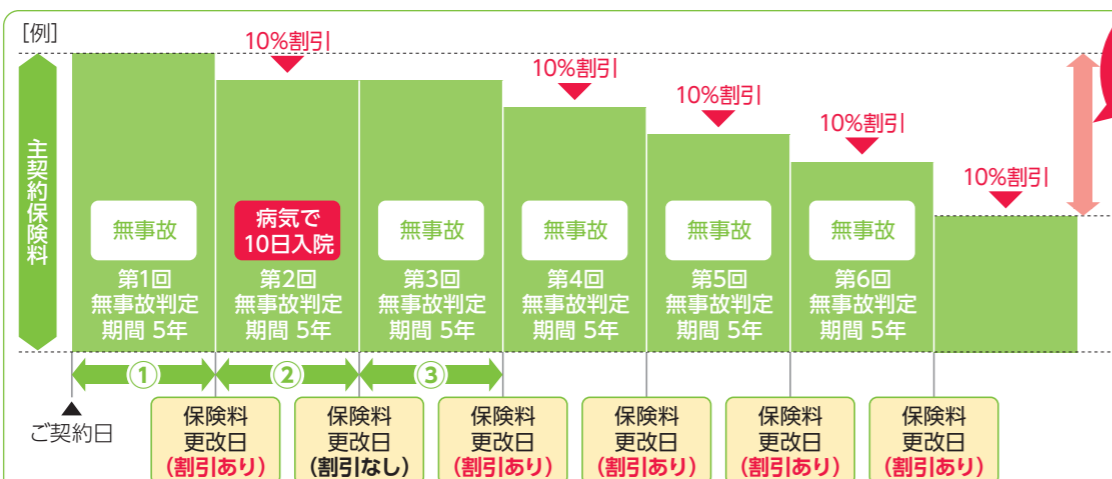 [例]
10%割引
10%割引
10%割引
10%割引
10%割引
主契約保険料
無事故
病気で
10日入院
無事故
無事故
無事故
無事故
第1回
無事故判定
期間 5年
第2回
無事故判定
期間 5年
第3回
無事故判定
期間 5年
第4回
無事故判定
期間 5年
第5回
無事故判定
期間 5年
第6回
無事故判定
期間 5年
①
②
③
ご契約日
保険料
更改日
(割引あり)
保険料
更改日
(割引なし)
保険料
更改日
(割引あり)
保険料
更改日
(割引あり)
保険料
更改日
(割引あり)
保険料
更改日
(割引あり)